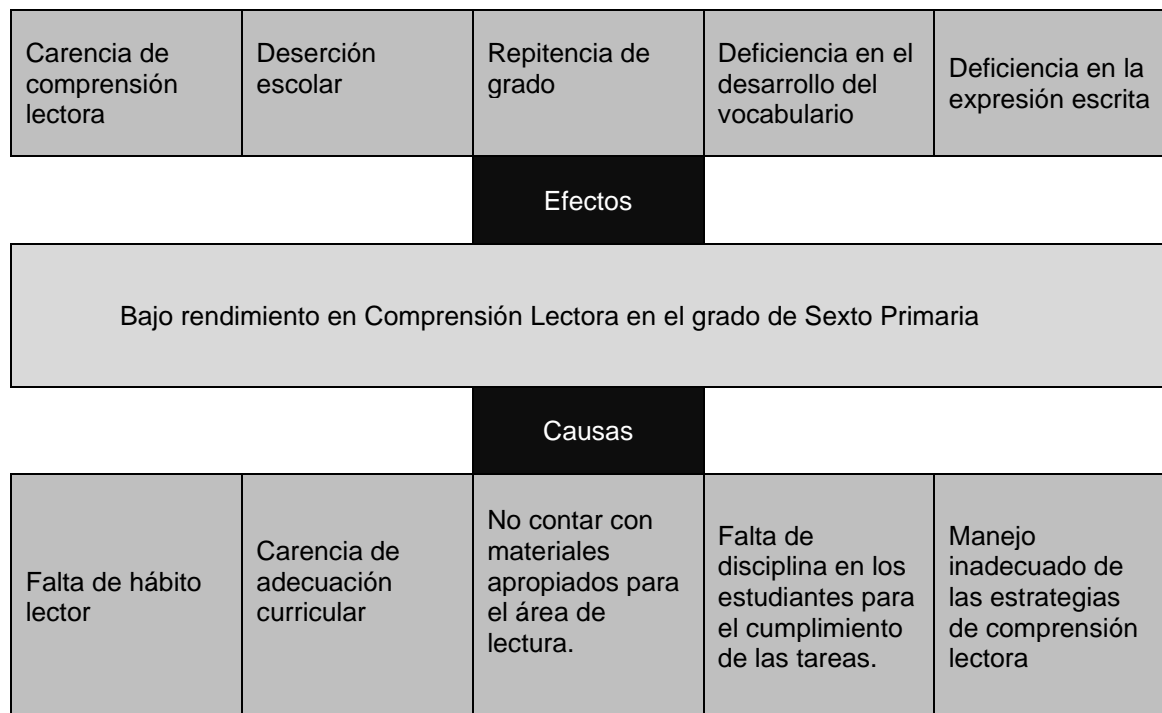 Carencia de
comprensión
lectora
Deserción
escolar
Repitencia de
grado
Deficiencia en el
desarrollo del
vocabulario
Deficiencia en la
expresión escrita
Efectos
Bajo rendimiento en Comprensión Lectora en el grado de Sexto Primaria
Causas
Falta de hábito
lector
Carencia de
adecuación
curricular
No contar con
materiales
apropiados para
el área de
lectura.
Falta de
disciplina en los
estudiantes para
el cumplimiento
de las tareas.
Manejo
inadecuado de
las estrategias
de comprensión
lectora